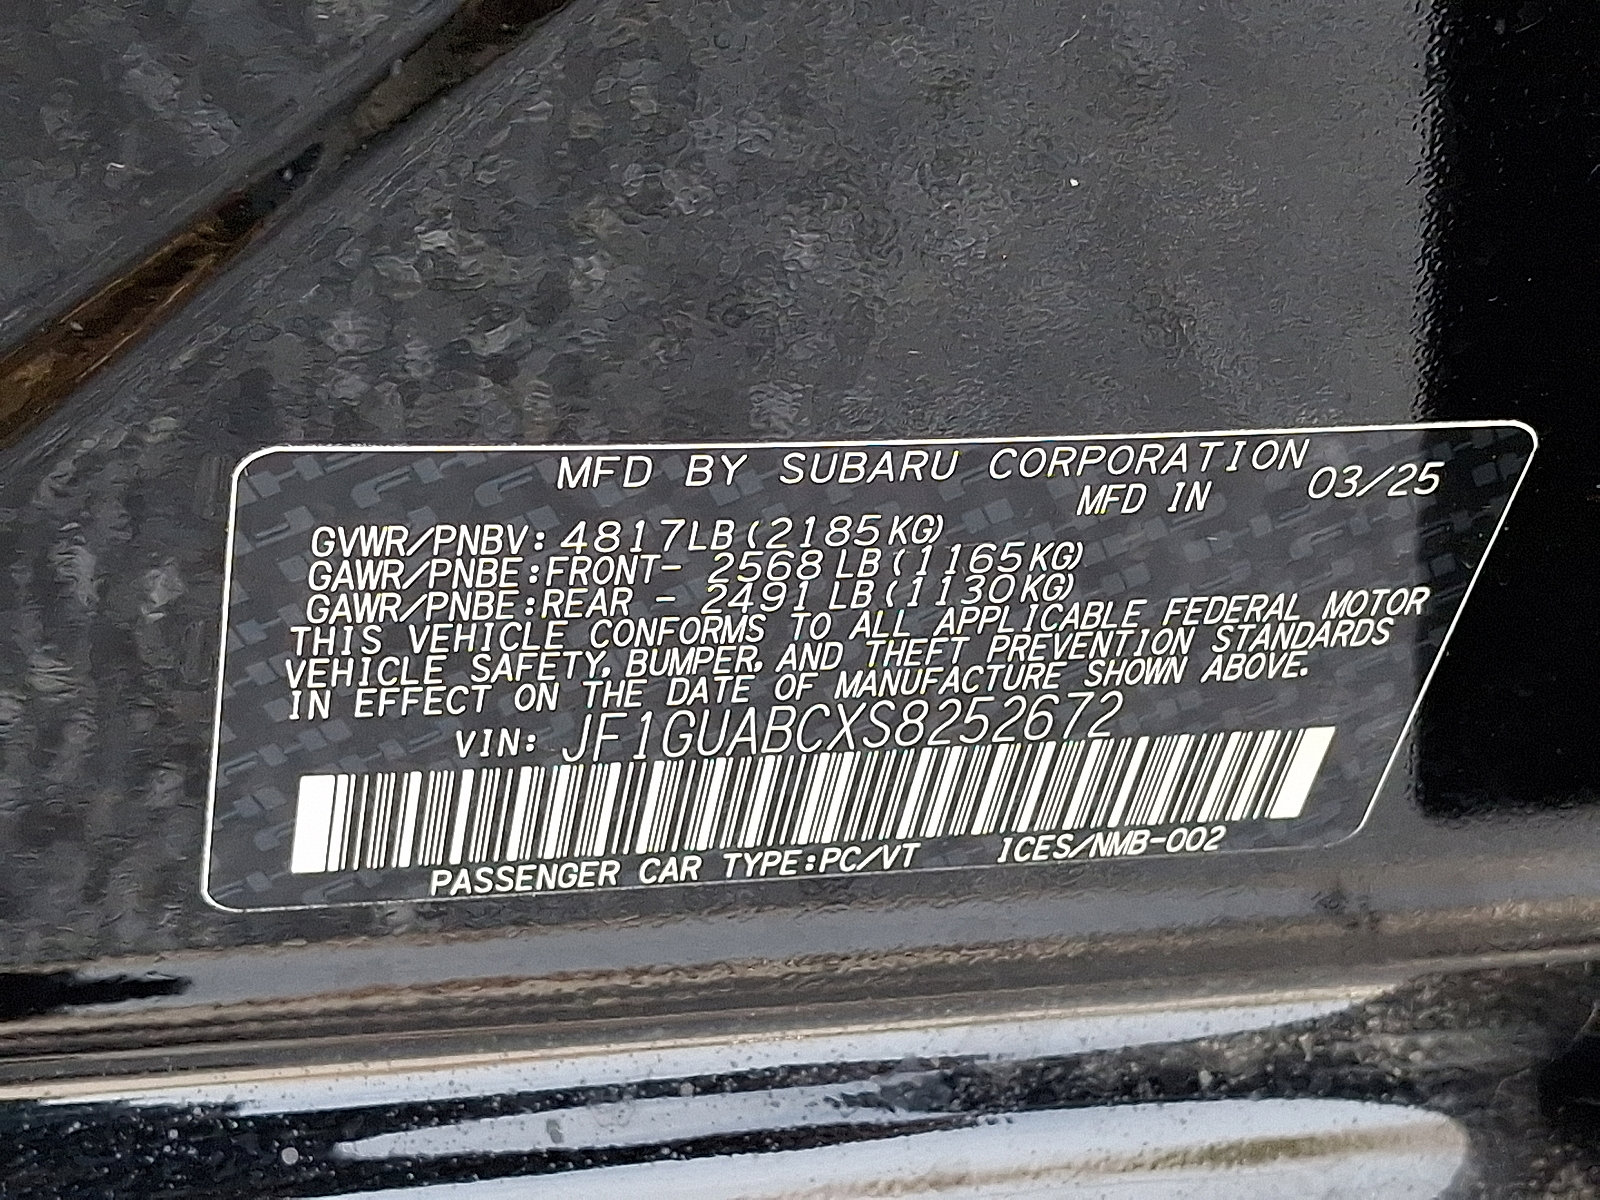 MFD BY SUBARU CORPORATION
MFD IN 03/25
GVWR/PNBV: 4817LB(2185KG)
GAWR/PNBE:FRONT- 2568 LB(1165KG)
GAWR/PNBE:REAR - 2491 LB(1130KG)
THIS VEHICLE CONFORMS TO ALL APPLICABLE FEDERAL MOTOR
VEHICLE SAFETY, BUMPER, AND THEFT PREVENTION STANDARDS
IN EFFECT ON THE DATE OF MANUFACTURE SHOWN ABOVE.
VIN: JF1GUABCXS8252672
PASSENGER CAR TYPE:PC/VT ICES/NMB-002